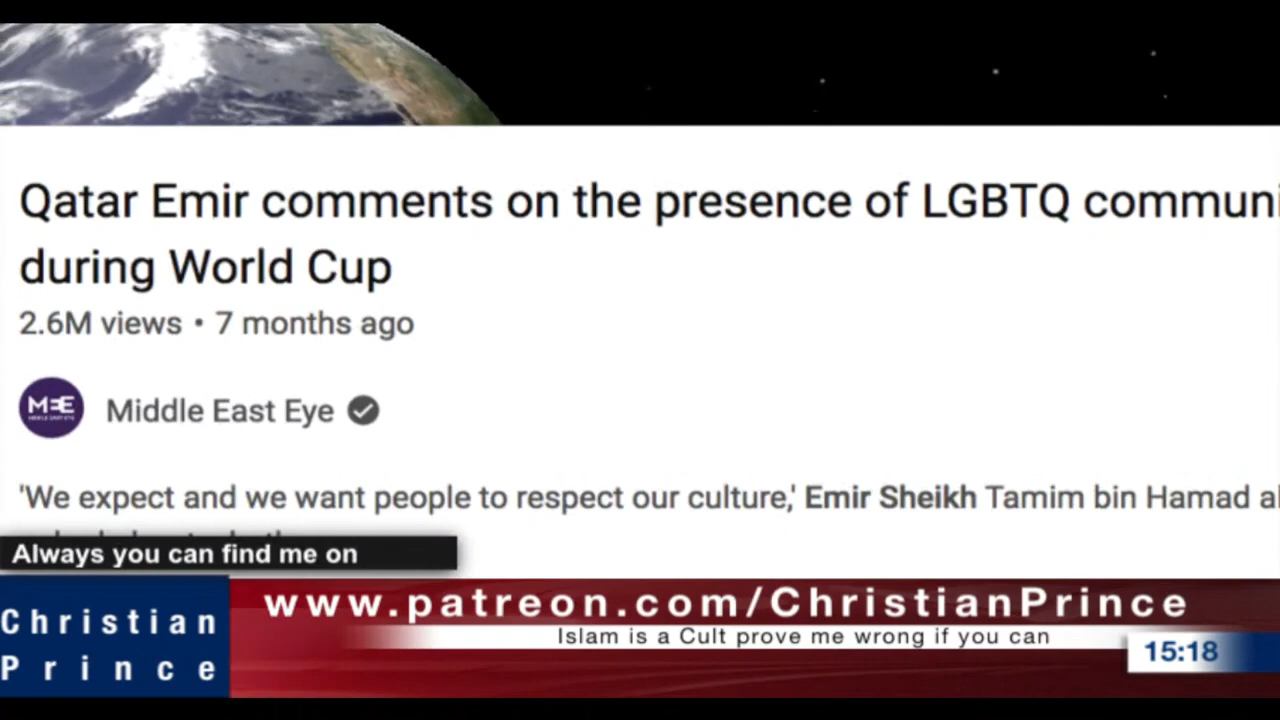 Qatar Emir comments on the presence of LGBTQ communi
during World Cup
2.6M views • 7 months ago
MEE
Middle East Eye
'We expect and we want people to respect our culture,' Emir Sheikh Tamim bin Hamad al
Always you can find me on
Christian
Prince
www.patreon.com/ChristianPrince
Islam is a Cult prove me wrong if you can
15:18